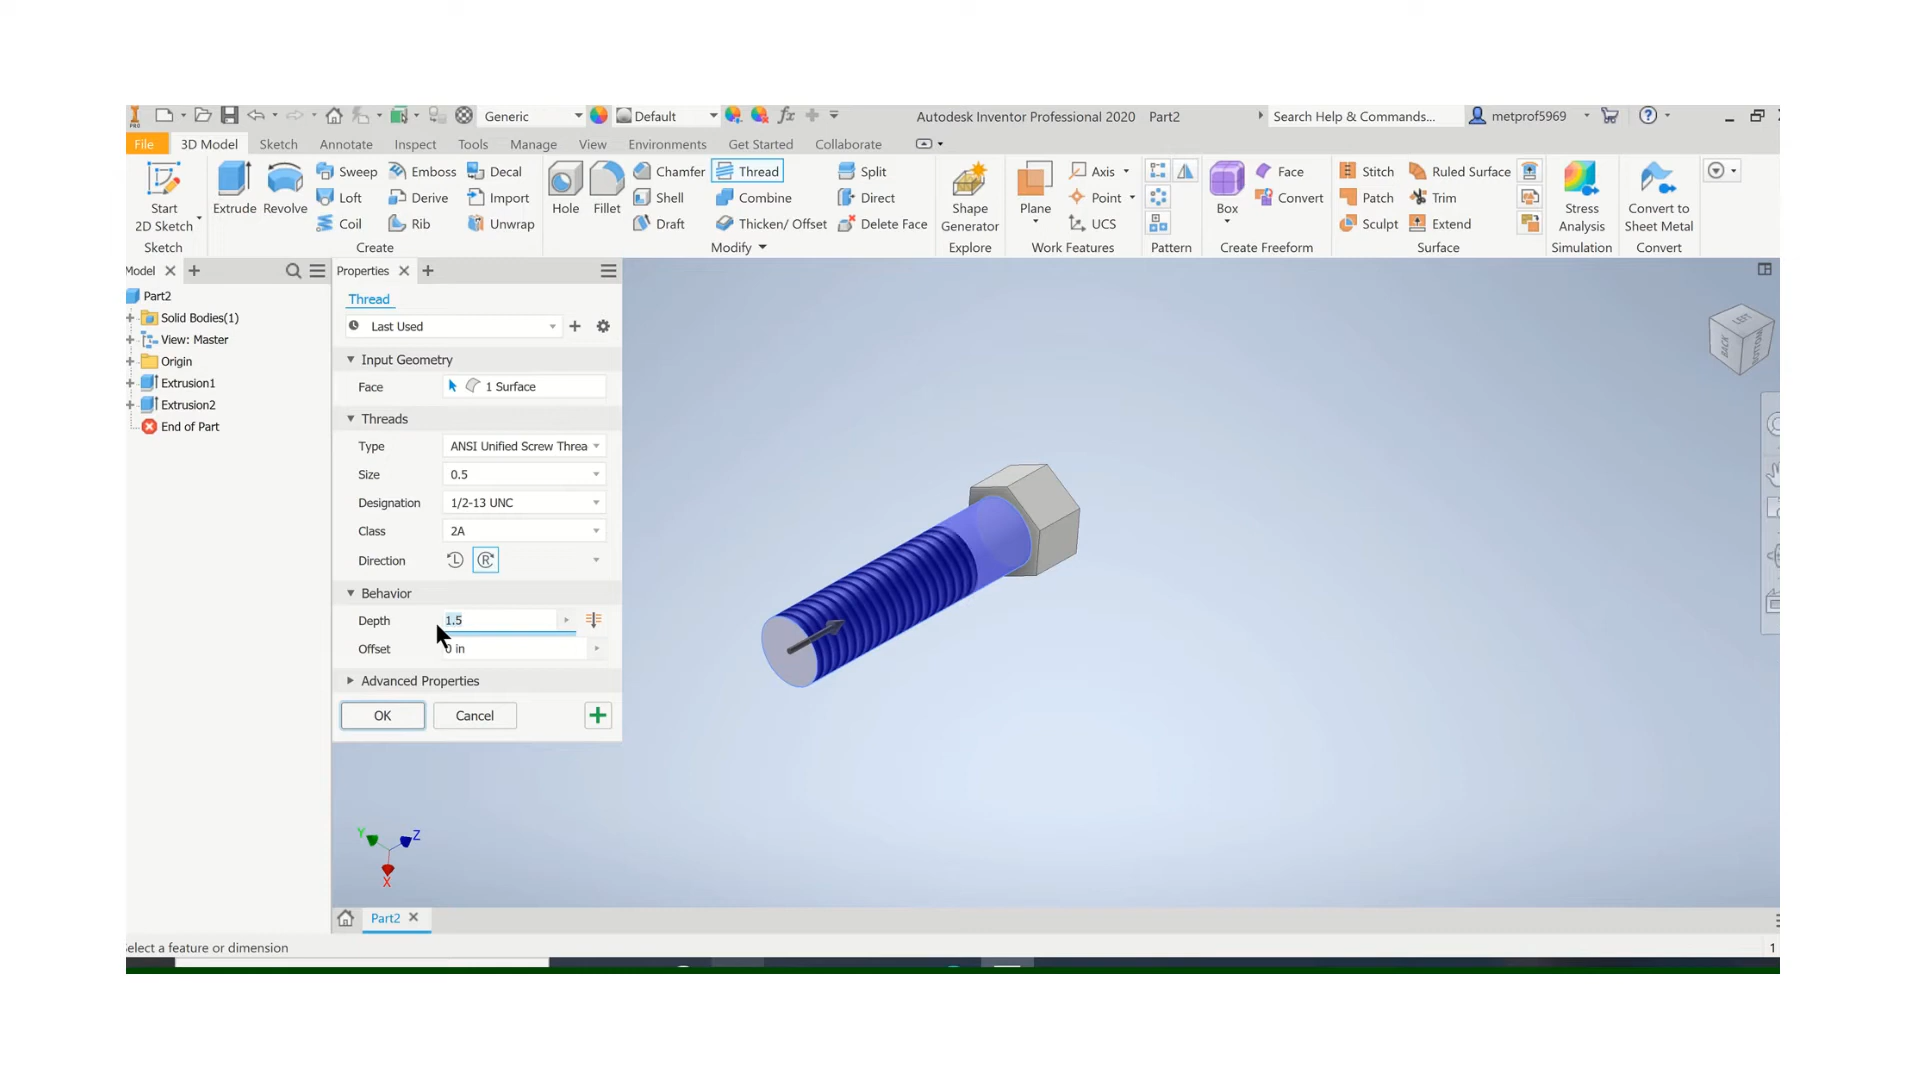 Generic
Default
fx
Autodesk Inventor Professional 2020 Part2
Search Help & Commands...
metprof5969
File 3D Model Sketch Annotate Inspect Tools Manage View Environments Get Started Collaborate
Start
2D Sketch
Sketch
Extrude Revolve
Sweep Emboss Decal
Loft Derive Import
Coil Rib Unwrap
Create
Hole Fillet
Chamfer Thread Split
Shell Combine Direct
Draft Thicken/ Offset Delete Face
Modify
Shape
Generator
Explore
Plane
Axis
Point
UCS
Work Features
Pattern
Box
Face
Convert
Create Freeform
Stitch Ruled Surface
Patch Trim
Sculpt Extend
Surface
Stress
Analysis
Simulation
Convert to
Sheet Metal
Convert
Model
Part2
Solid Bodies(1)
View: Master
Origin
Extrusion1
Extrusion2
End of Part
Properties
Thread
Last Used
Input Geometry
Face 1 Surface
Threads
Type ANSI Unified Screw Threa
Size 0.5
Designation 1/2-13 UNC
Class 2A
Direction L R
Behavior
Depth 1.5
Offset 0 in
Advanced Properties
OK Cancel
LEFT
BACK
BOTTOM
Y Z
X
Part2
elect a feature or dimension
1